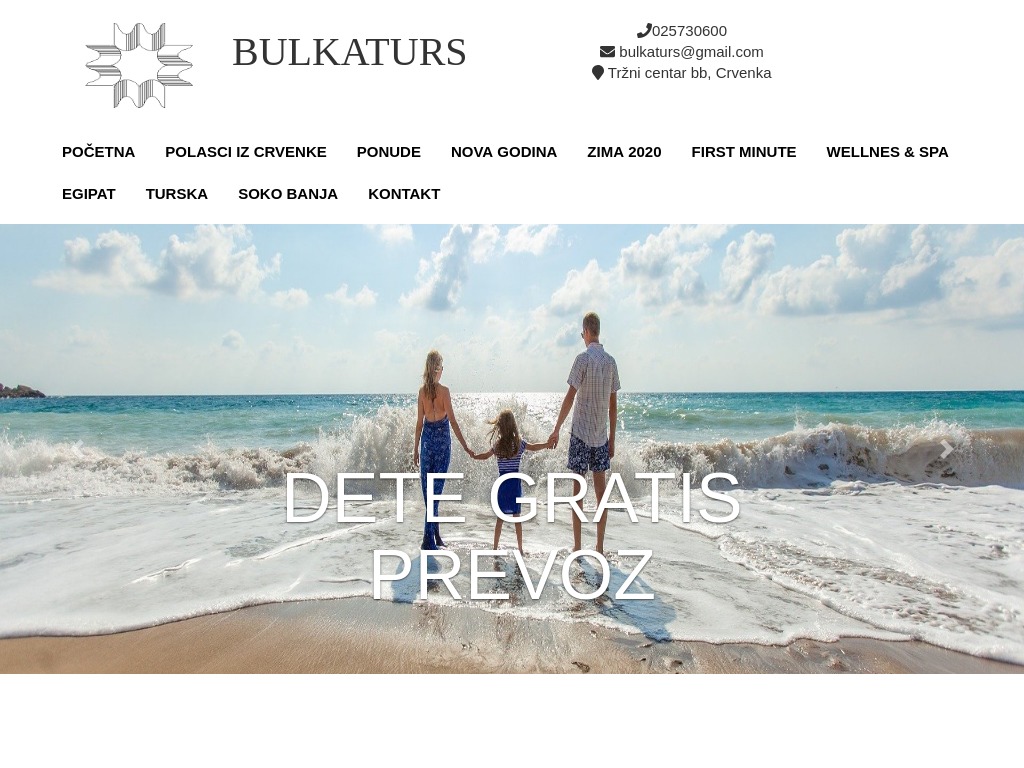 BULKATURS
025730600
bulkaturs@gmail.com
Tržni centar bb, Crvenka
POČETNA POLASCI IZ CRVENKE PONUDE NOVA GODINA ZIMA 2020 FIRST MINUTE WELLNES & SPA
EGIPAT TURSKA SOKO BANJA KONTAKT
DETE GRATIS
PREVOZ